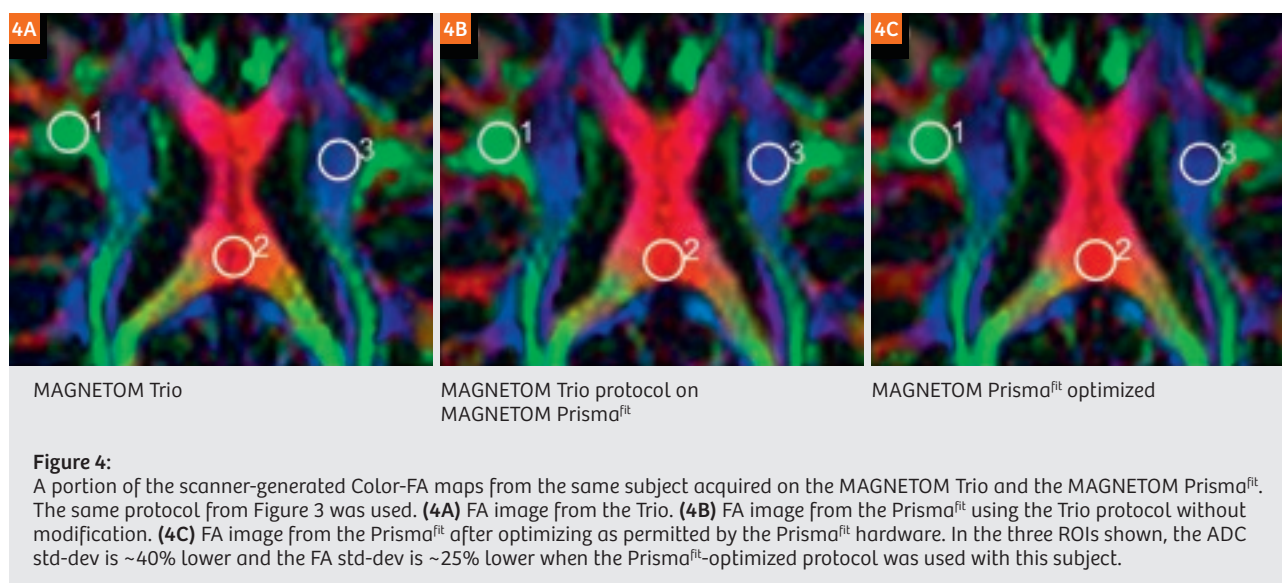 4A
1
3
2
4B
1
3
2
4C
1
3
2
MAGNETOM Trio
MAGNETOM Trio protocol on
MAGNETOM Prismafit
MAGNETOM Prismafit optimized
Figure 4:
A portion of the scanner-generated Color-FA maps from the same subject acquired on the MAGNETOM Trio and the MAGNETOM Prismafit.
The same protocol from Figure 3 was used. (4A) FA image from the Trio. (4B) FA image from the Prismafit using the Trio protocol without
modification. (4C) FA image from the Prismafit after optimizing as permitted by the Prismafit hardware. In the three ROIs shown, the ADC
std-dev is ~40% lower and the FA std-dev is ~25% lower when the Prismafit-optimized protocol was used with this subject.